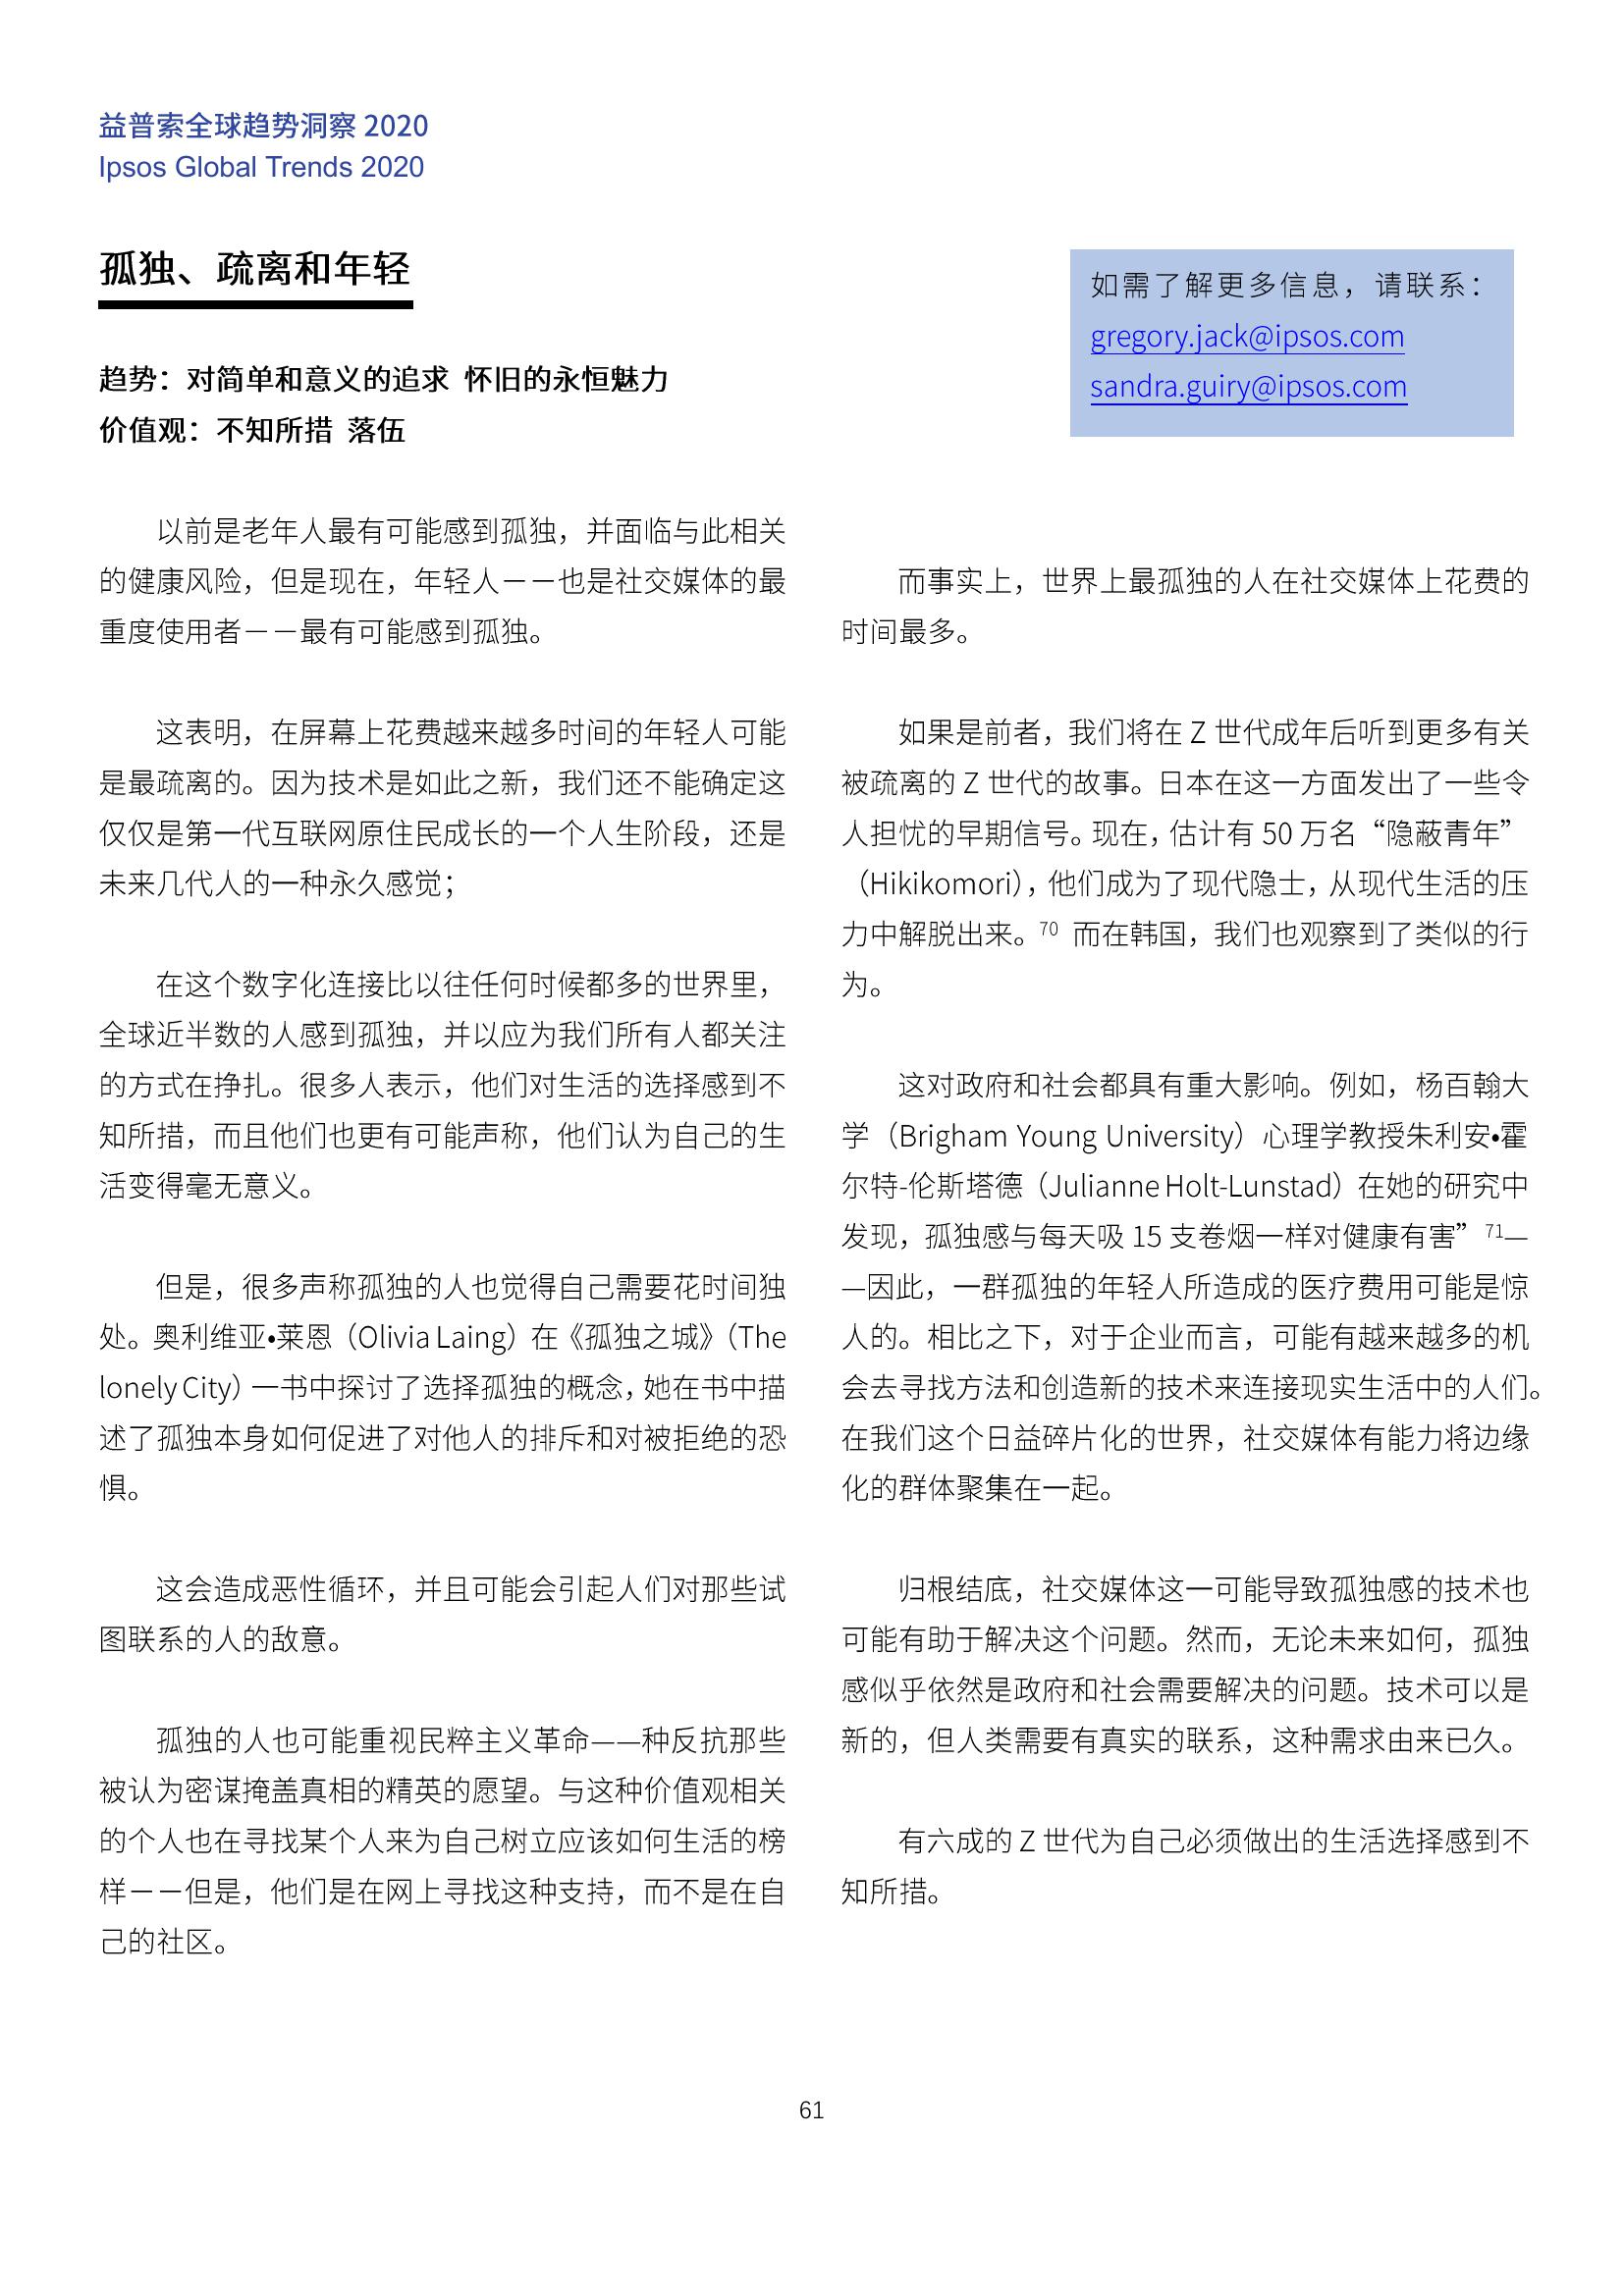 益普索全球趋势洞察 2020
Ipsos Global Trends 2020
孤独、疏离和年轻
如需了解更多信息，请联系：
gregory.jack@ipsos.com
sandra.guiry@ipsos.com
趋势：对简单和意义的追求 怀旧的永恒魅力
价值观：不知所措 落伍
以前是老年人最有可能感到孤独，并面临与此相关
的健康风险，但是现在，年轻人——也是社交媒体的最
重度使用者——最有可能感到孤独。
这表明，在屏幕上花费越来越多时间的年轻人可能
是最疏离的。因为技术是如此之新，我们还不能确定这
仅仅是第一代互联网原住民成长的一个人生阶段，还是
未来几代人的一种永久感觉；
在这个数字化连接比以往任何时候都多的世界里，
全球近半数的人感到孤独，并以应为我们所有人都关注
的方式在挣扎。很多人表示，他们对生活的选择感到不
知所措，而且他们也更有可能声称，他们认为自己的生
活变得毫无意义。
但是，很多声称孤独的人也觉得自己需要花时间独
处。奥利维亚•莱恩（Olivia Laing）在《孤独之城》（The
lonely City）一书中探讨了选择孤独的概念，她在书中描
述了孤独本身如何促进了对他人的排斥和对被拒绝的恐
惧。
这会造成恶性循环，并且可能会引起人们对那些试
图联系的人的敌意。
孤独的人也可能重视民粹主义革命——种反抗那些
被认为密谋掩盖真相的精英的愿望。与这种价值观相关
的个人也在寻找某个人来为自己树立应该如何生活的榜
样——但是，他们是在网上寻找这种支持，而不是在自
己的社区。
而事实上，世界上最孤独的人在社交媒体上花费的
时间最多。
如果是前者，我们将在 Z 世代成年后听到更多有关
被疏离的 Z 世代的故事。日本在这一方面发出了一些令
人担忧的早期信号。现在，估计有 50 万名“隐蔽青年”
（Hikikomori），他们成为了现代隐士，从现代生活的压
力中解脱出来。70 而在韩国，我们也观察到了类似的行
为。
这对政府和社会都具有重大影响。例如，杨百翰大
学（Brigham Young University）心理学教授朱利安•霍
尔特-伦斯塔德（Julianne Holt-Lunstad）在她的研究中
发现，孤独感与每天吸 15 支卷烟一样对健康有害”71—
—因此，一群孤独的年轻人所造成的医疗费用可能是惊
人的。相比之下，对于企业而言，可能有越来越多的机
会去寻找方法和创造新的技术来连接现实生活中的人们。
在我们这个日益碎片化的世界，社交媒体有能力将边缘
化的群体聚集在一起。
归根结底，社交媒体这一可能导致孤独感的技术也
可能有助于解决这个问题。然而，无论未来如何，孤独
感似乎依然是政府和社会需要解决的问题。技术可以是
新的，但人类需要有真实的联系，这种需求由来已久。
有六成的 Z 世代为自己必须做出的生活选择感到不
知所措。
61